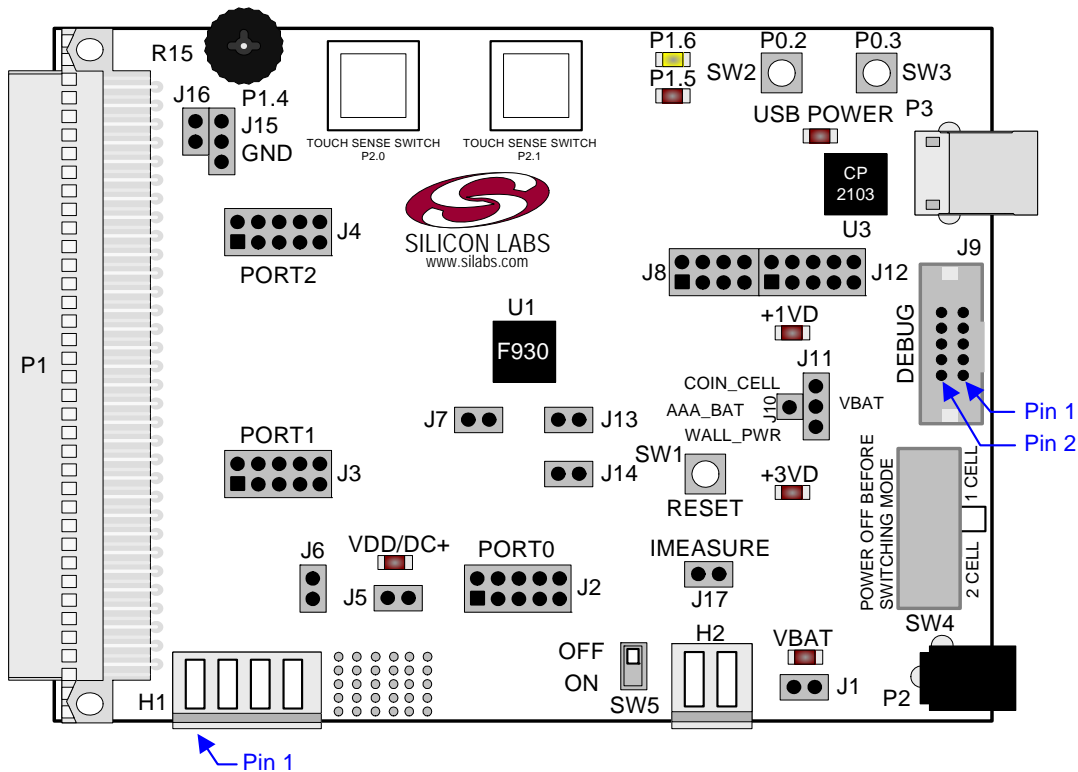 P1.6
P0.2
P0.3
R15
SW2
SW3
P1.5
J16
P1.4
USB POWER
P3
J15
GND
TOUCH SENSE SWITCH
P2.0
TOUCH SENSE SWITCH
P2.1
CP
2103
U3
J4
SILICON LABS
www.silabs.com
PORT2
J8
J12
J9
U1
+1VD
F930
P1
DEBUG
J11
COIN_CELL
J10
AAA_BAT
VBAT
WALL_PWR
Pin 1
Pin 2
J7
J13
PORT1
J3
J14
SW1
+3VD
RESET
POWER OFF BEFORE
SWITCHING MODE
1 CELL
2 CELL
SW4
J6
VDD/DC+
PORT0
IMEASURE
J5
J2
J17
H2
OFF
ON
VBAT
H1
SW5
J1
P2
Pin 1